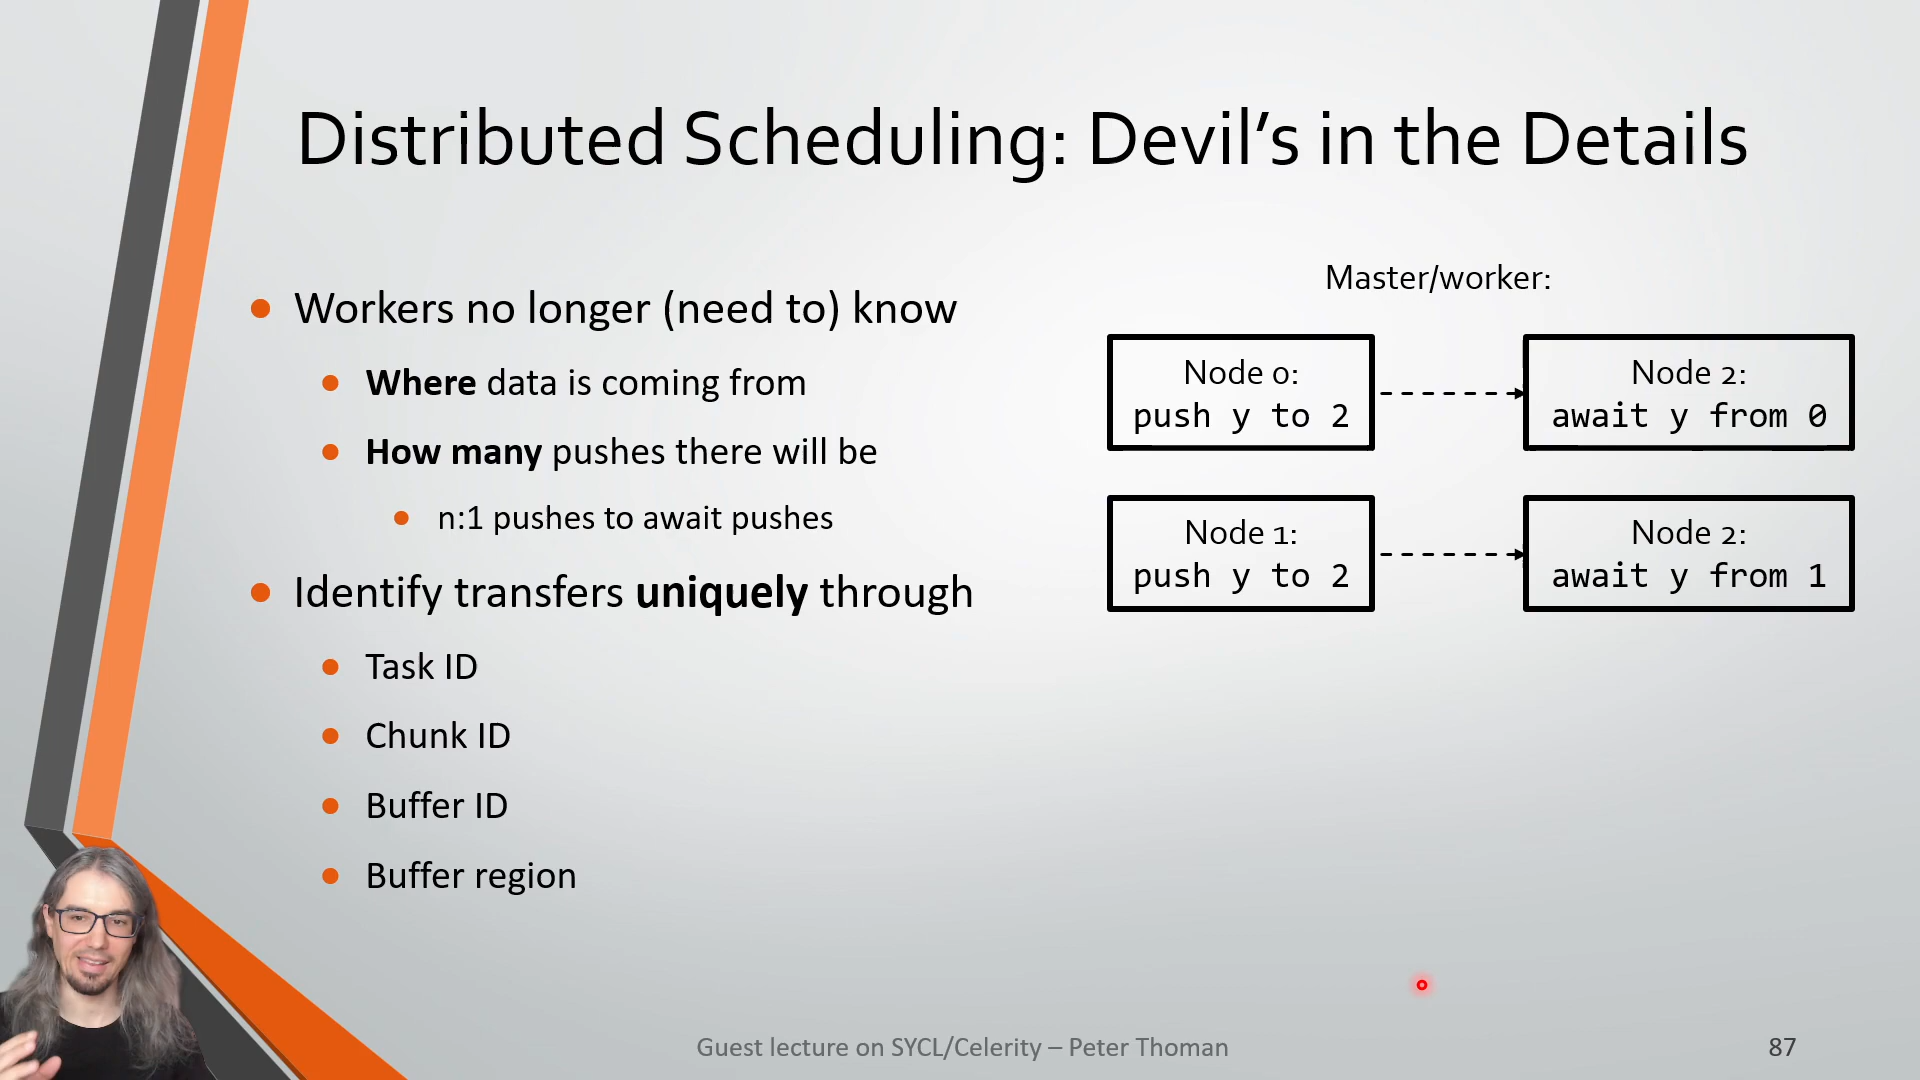 Distributed Scheduling: Devil’s in the Details
Workers no longer (need to) know
Where data is coming from
How many pushes there will be
n:1 pushes to await pushes
Identify transfers uniquely through
Task ID
Chunk ID
Buffer ID
Buffer region
Master/worker:
Node 0:
push y to 2
Node 2:
await y from 0
Node 1:
push y to 2
Node 2:
await y from 1
Guest lecture on SYCL/Celerity – Peter Thoman
87